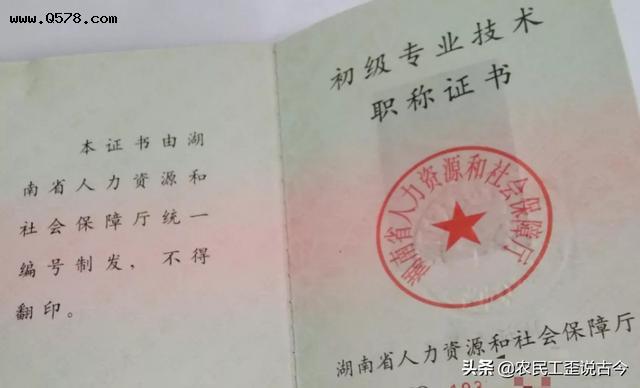 www.Q578.com
本证书由湖
南省人力资源和
社会保障厅统一
编号制发，不得
翻印。
初级专业技术
职称证书
湖南省人力资源和社会保障厅
湖南省人力资源和社会保障厅
头条 @农民工歪说古今